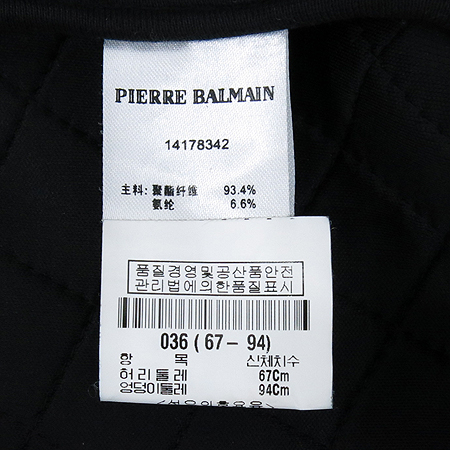 PIERRE BALMAIN
14178342
主料: 聚酯纤维 93.4%
氨纶 6.6%
품질경영및공산품안전
관리법에의한품질표시
036 ( 67 - 94)
항 목 신체치수
허리둘레 67Cm
엉덩이둘레 94Cm